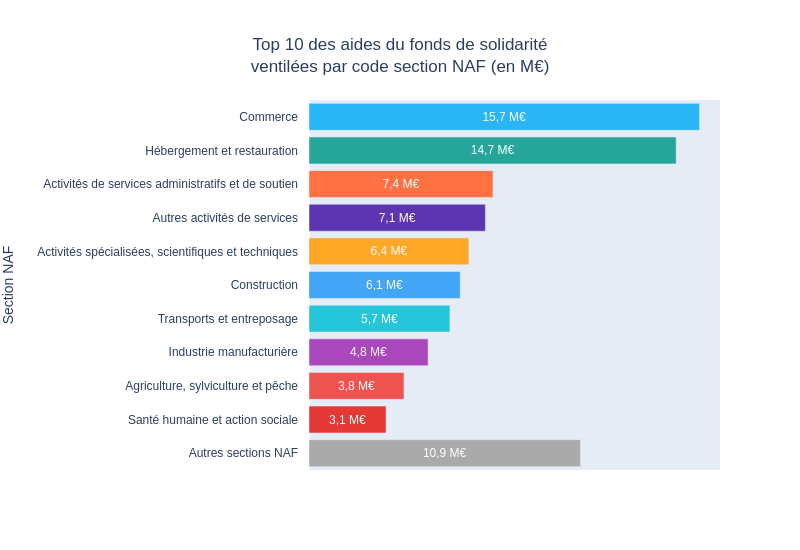 Top 10 des aides du fonds de solidarité
ventilées par code section NAF (en M€)
Section NAF
Commerce 15,7 M€
Hébergement et restauration 14,7 M€
Activités de services administratifs et de soutien 7,4 M€
Autres activités de services 7,1 M€
Activités spécialisées, scientifiques et techniques 6,4 M€
Construction 6,1 M€
Transports et entreposage 5,7 M€
Industrie manufacturière 4,8 M€
Agriculture, sylviculture et pêche 3,8 M€
Santé humaine et action sociale 3,1 M€
Autres sections NAF 10,9 M€